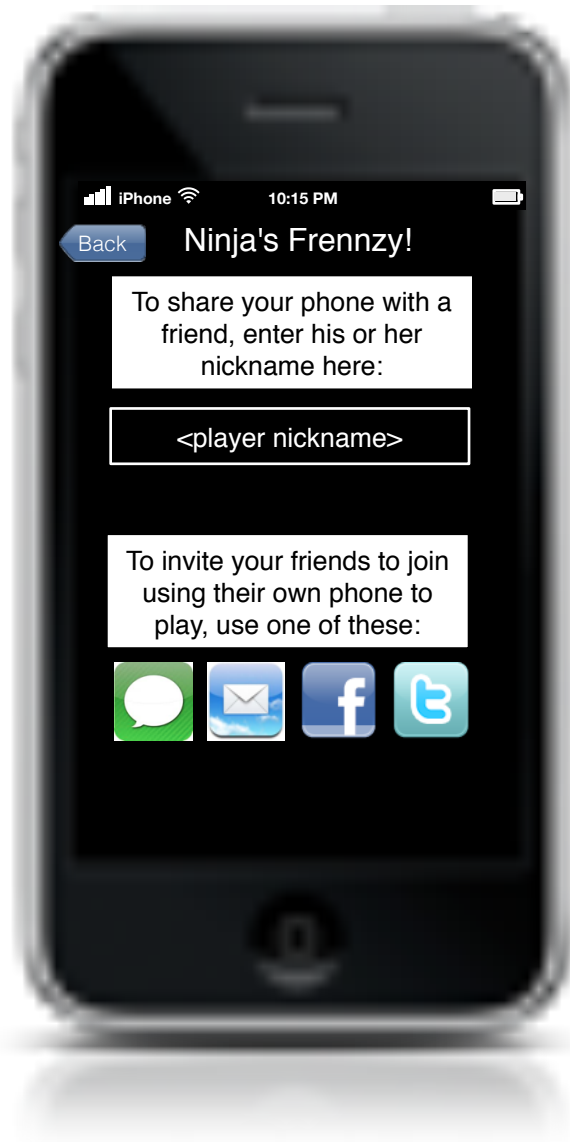 iPhone 10:15 PM
Back Ninja's Frennzy!
To share your phone with a
friend, enter his or her
nickname here:
<player nickname>
To invite your friends to join
using their own phone to
play, use one of these:
f t